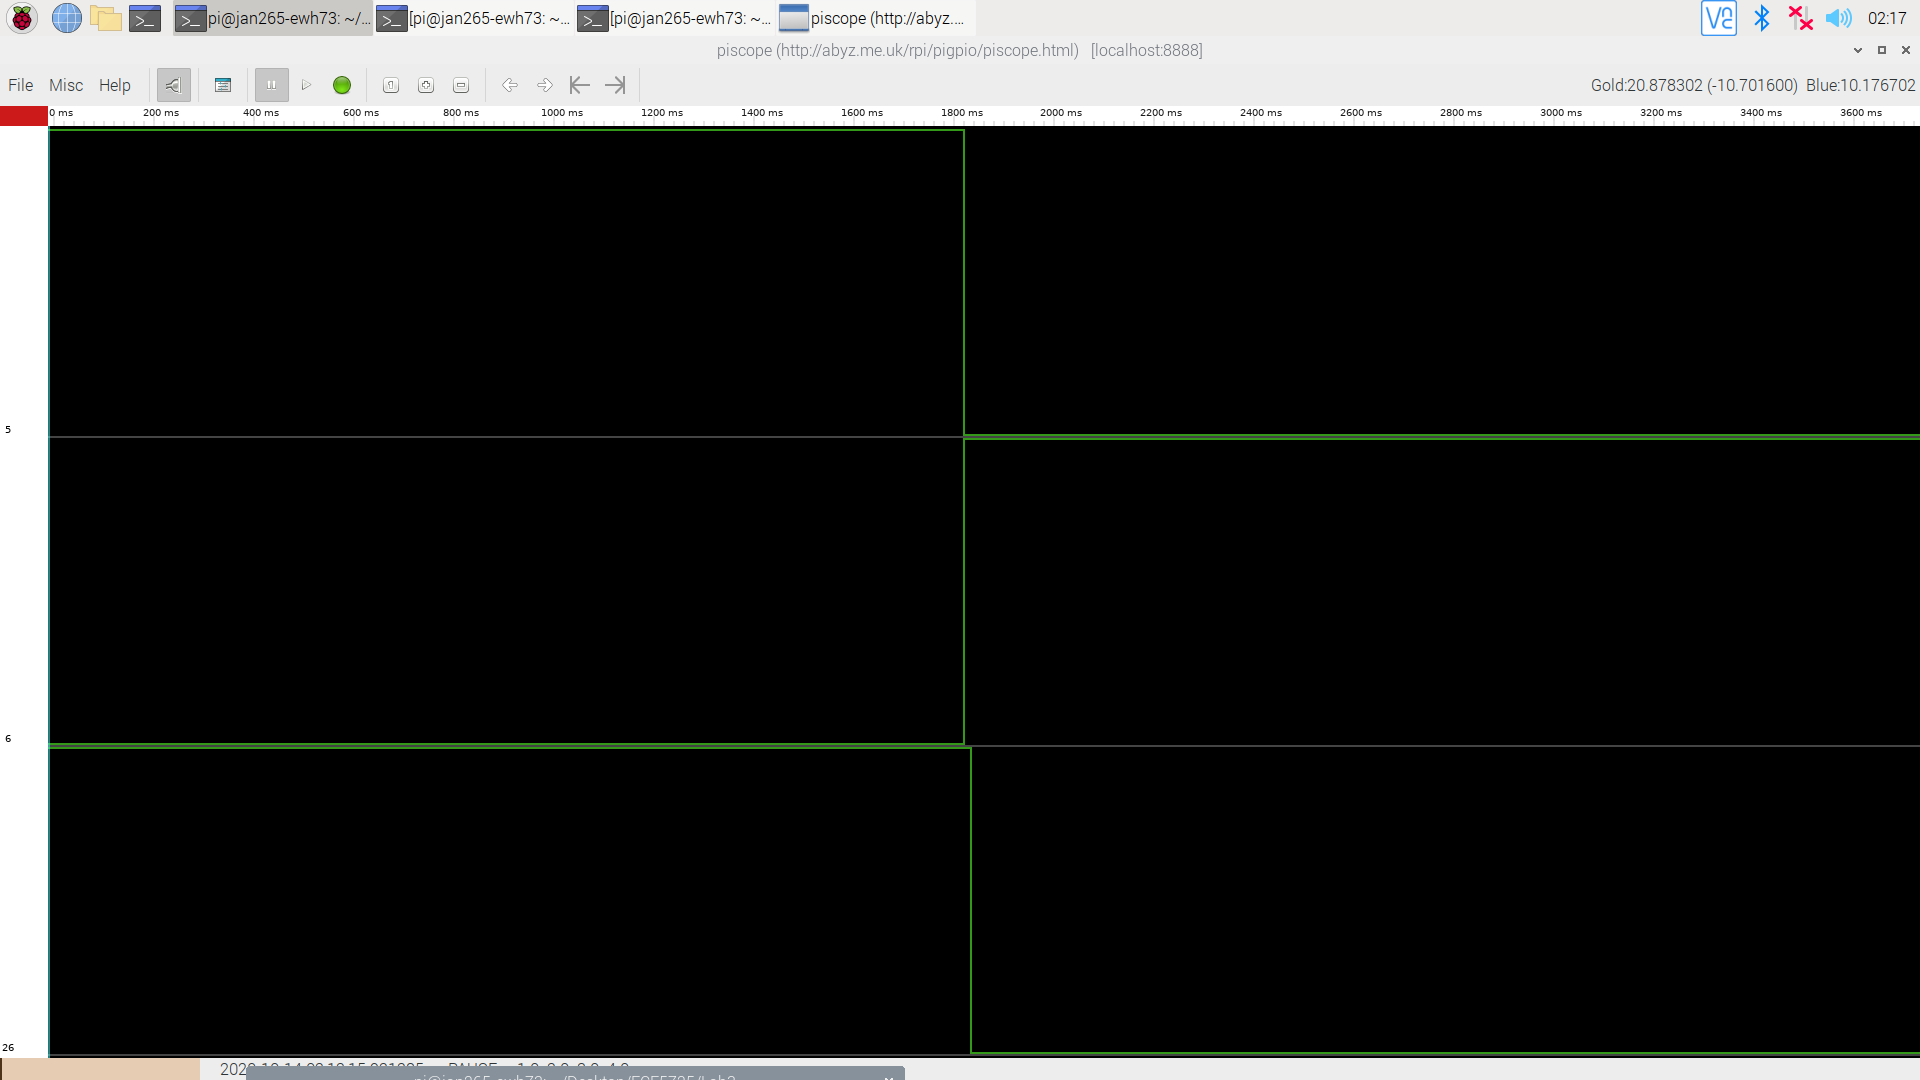 pi@jan265-ewh73: ~/... [pi@jan265-ewh73: ~... [pi@jan265-ewh73: ~... piscope (http://abyz.... 02:17
piscope (http://abyz.me.uk/rpi/pigpio/piscope.html) [localhost:8888]
File Misc Help Gold:20.878302 (-10.701600) Blue:10.176702
0 ms 200 ms 400 ms 600 ms 800 ms 1000 ms 1200 ms 1400 ms 1600 ms 1800 ms 2000 ms 2200 ms 2400 ms 2600 ms 2800 ms 3000 ms 3200 ms 3400 ms 3600 ms
5
6
26